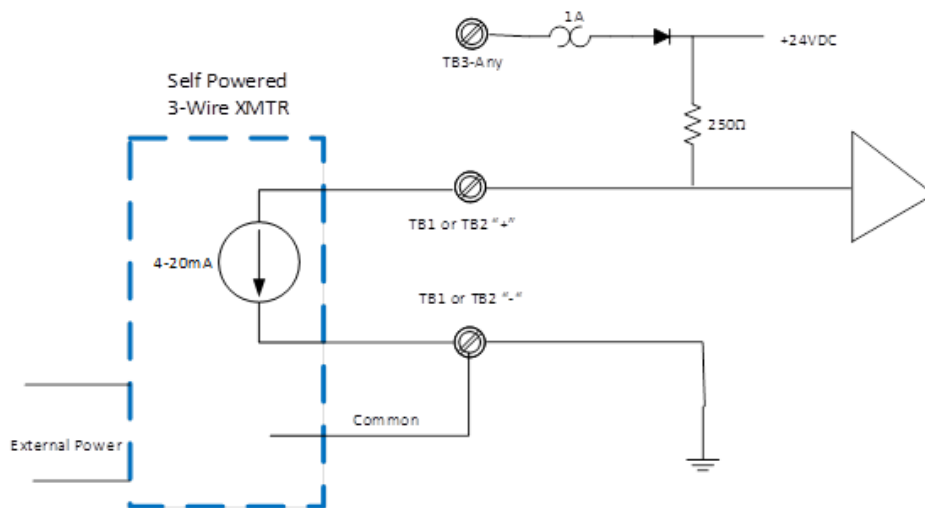 1A
+24VDC
TB3-Any
Self Powered
3-Wire XMTR
250Ω
TB1 or TB2 “+”
4-20mA
TB1 or TB2 “-“
Common
External Power